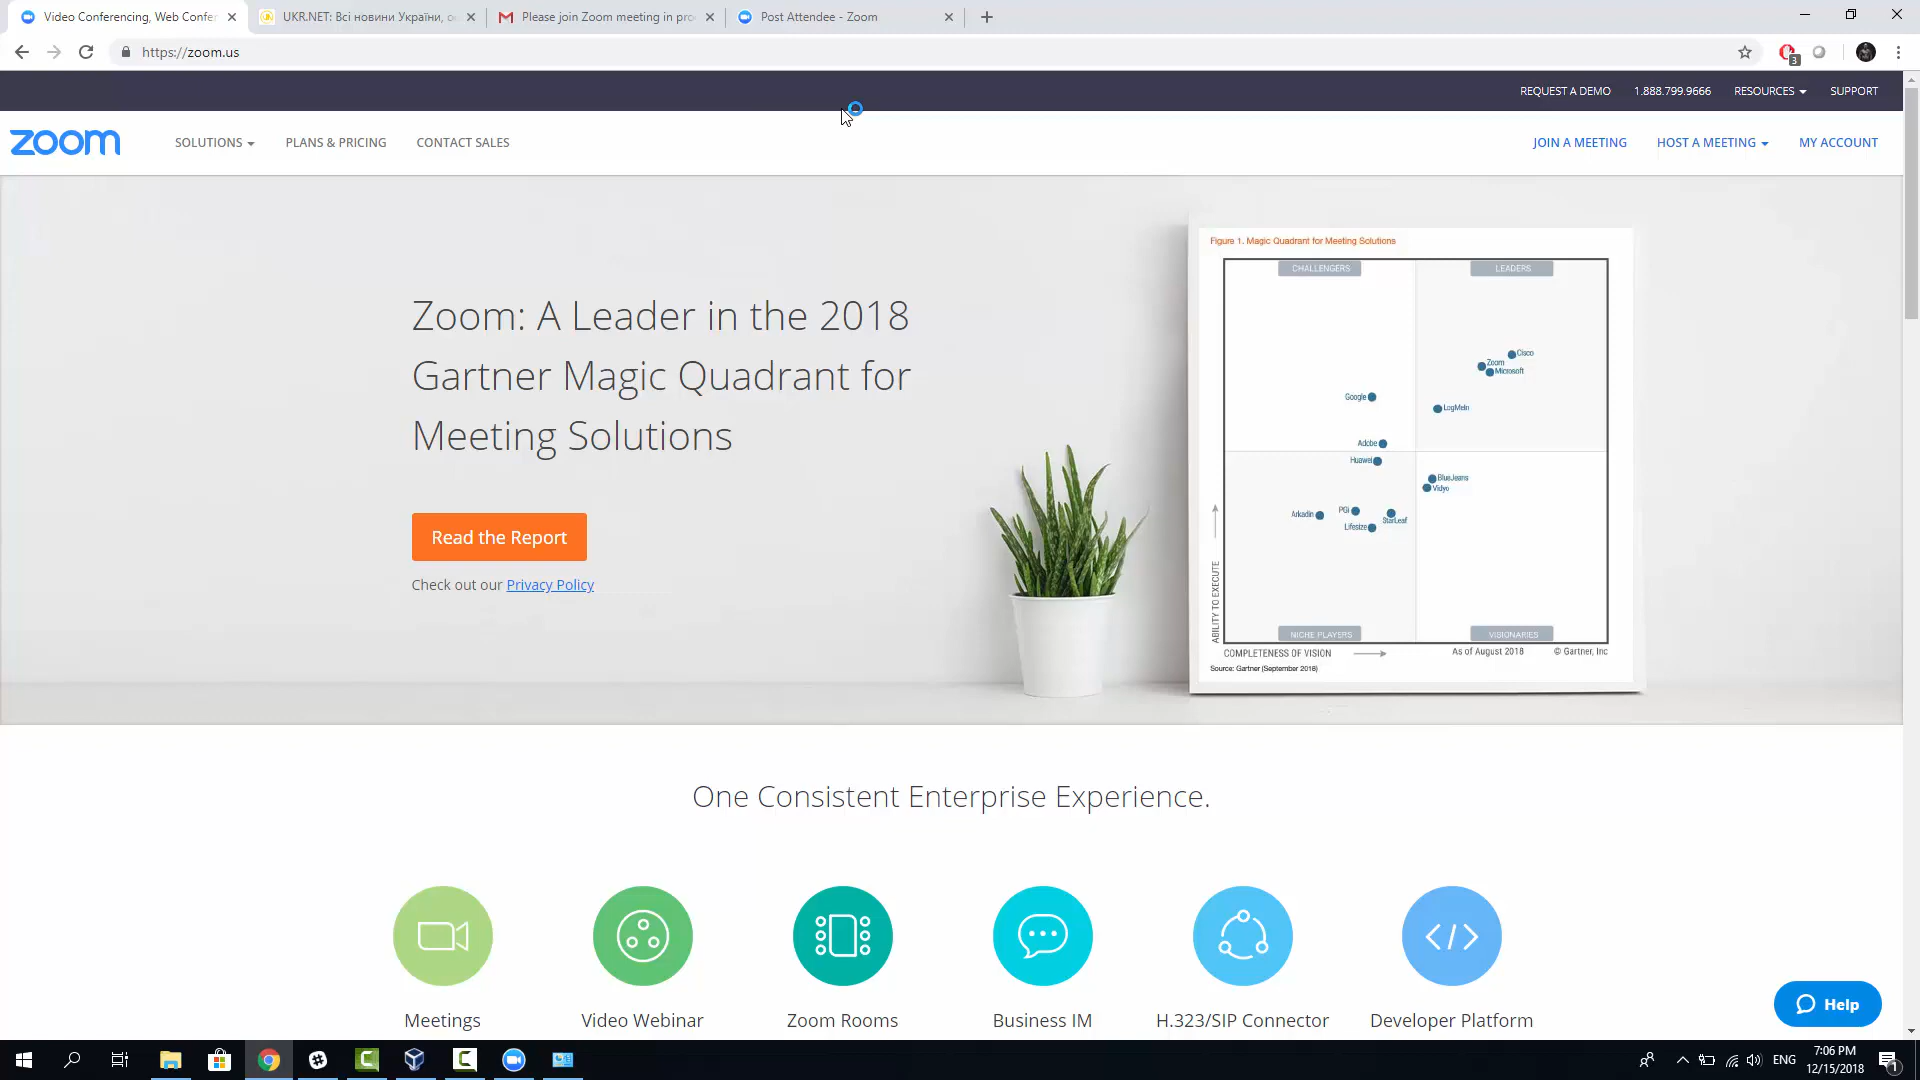 Video Conferencing, Web Confer
UKR.NET: Всі новини України, о
Please join Zoom meeting in pro
Post Attendee - Zoom
https://zoom.us
3
REQUEST A DEMO
1.888.799.9666
RESOURCES
SUPPORT
zoom
SOLUTIONS
PLANS & PRICING
CONTACT SALES
JOIN A MEETING
HOST A MEETING
MY ACCOUNT
Zoom: A Leader in the 2018
Gartner Magic Quadrant for
Meeting Solutions
Read the Report
Check out our Privacy Policy
Figure 1. Magic Quadrant for Meeting Solutions
CHALLENGERS
LEADERS
Cisco
Zoom
Microsoft
Google
LogMeIn
Adobe
Huawei
BlueJeans
Vidyo
Arkadin
PGi
StarLeaf
Lifesize
ABILITY TO EXECUTE
NICHE PLAYERS
VISIONARIES
COMPLETENESS OF VISION
As of August 2018
© Gartner, Inc
Source: Gartner (September 2018)
One Consistent Enterprise Experience.
Meetings
Video Webinar
Zoom Rooms
Business IM
H.323/SIP Connector
Developer Platform
Help
ENG
7:06 PM
12/15/2018
1